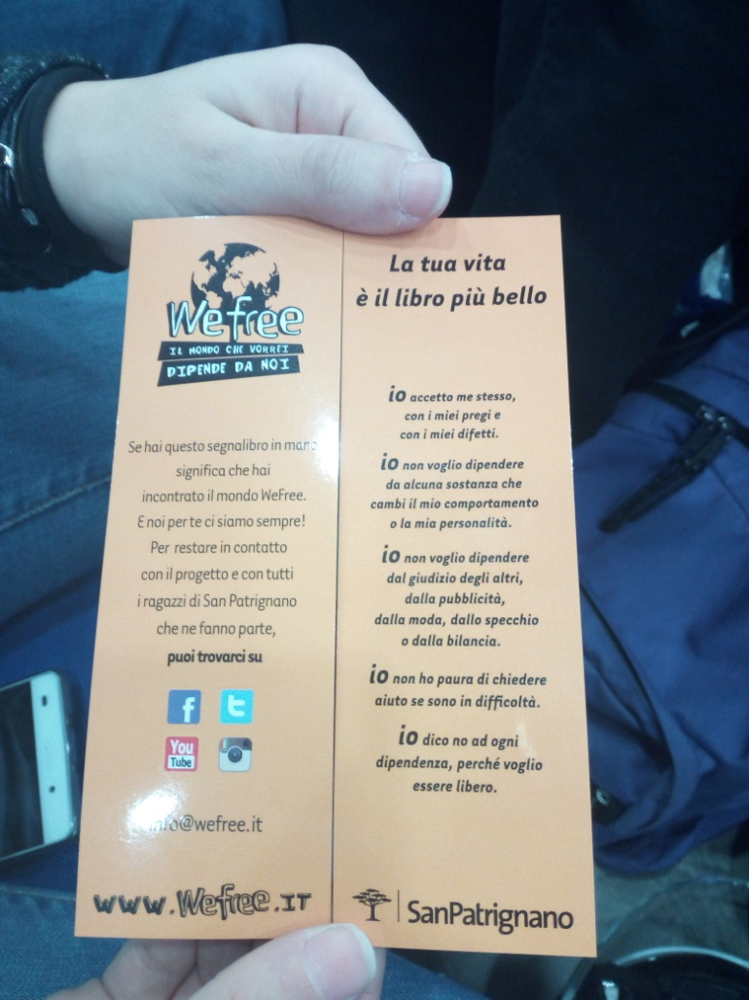 WeFree
IL MONDO CHE VORREI
DIPENDE DA NOI
Se hai questo segnalibro in mano
significa che hai
incontrato il mondo WeFree.
E noi per te ci siamo sempre!
Per restare in contatto
con il progetto e con tutti
i ragazzi di San Patrignano
che ne fanno parte,
puoi trovarci su
f t
You
Tube
info@wefree.it
www.WeFree.IT
La tua vita
è il libro più bello
io accetto me stesso,
con i miei pregi e
con i miei difetti.
io non voglio dipendere
da alcuna sostanza che
cambi il mio comportamento
o la mia personalità.
io non voglio dipendere
dal giudizio degli altri,
dalla pubblicità,
dalla moda, dallo specchio
o dalla bilancia.
io non ho paura di chiedere
aiuto se sono in difficoltà.
io dico no ad ogni
dipendenza, perché voglio
essere libero.
SanPatrignano